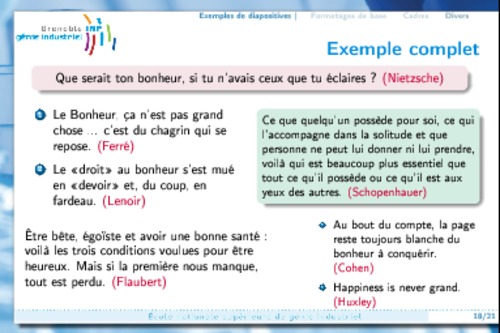 Exemples de diapositives | Formatages de base Cadres Divers
Grenoble INP
génie industriel
Exemple complet
Que serait ton bonheur, si tu n'avais ceux que tu éclaires ? (Nietzsche)
1 Le Bonheur, ça n'est pas grand
chose ... c'est du chagrin qui se
repose. (Ferré)
2 Le «droit» au bonheur s'est mué
en «devoir» et, du coup, en
fardeau. (Lenoir)
Être bête, égoïste et avoir une bonne santé :
voilà les trois conditions voulues pour être
heureux. Mais si la première nous manque,
tout est perdu. (Flaubert)
Ce que quelqu'un possède pour soi, ce qui
l'accompagne dans la solitude et que
personne ne peut lui donner ni lui prendre,
voilà qui est beaucoup plus essentiel que
tout ce qu'il possède ou ce qu'il est aux
yeux des autres. (Schopenhauer)
Au bout du compte, la page
reste toujours blanche du
bonheur à conquérir.
(Cohen)
Happiness is never grand.
(Huxley)
École nationale supérieure de génie industriel
18/21